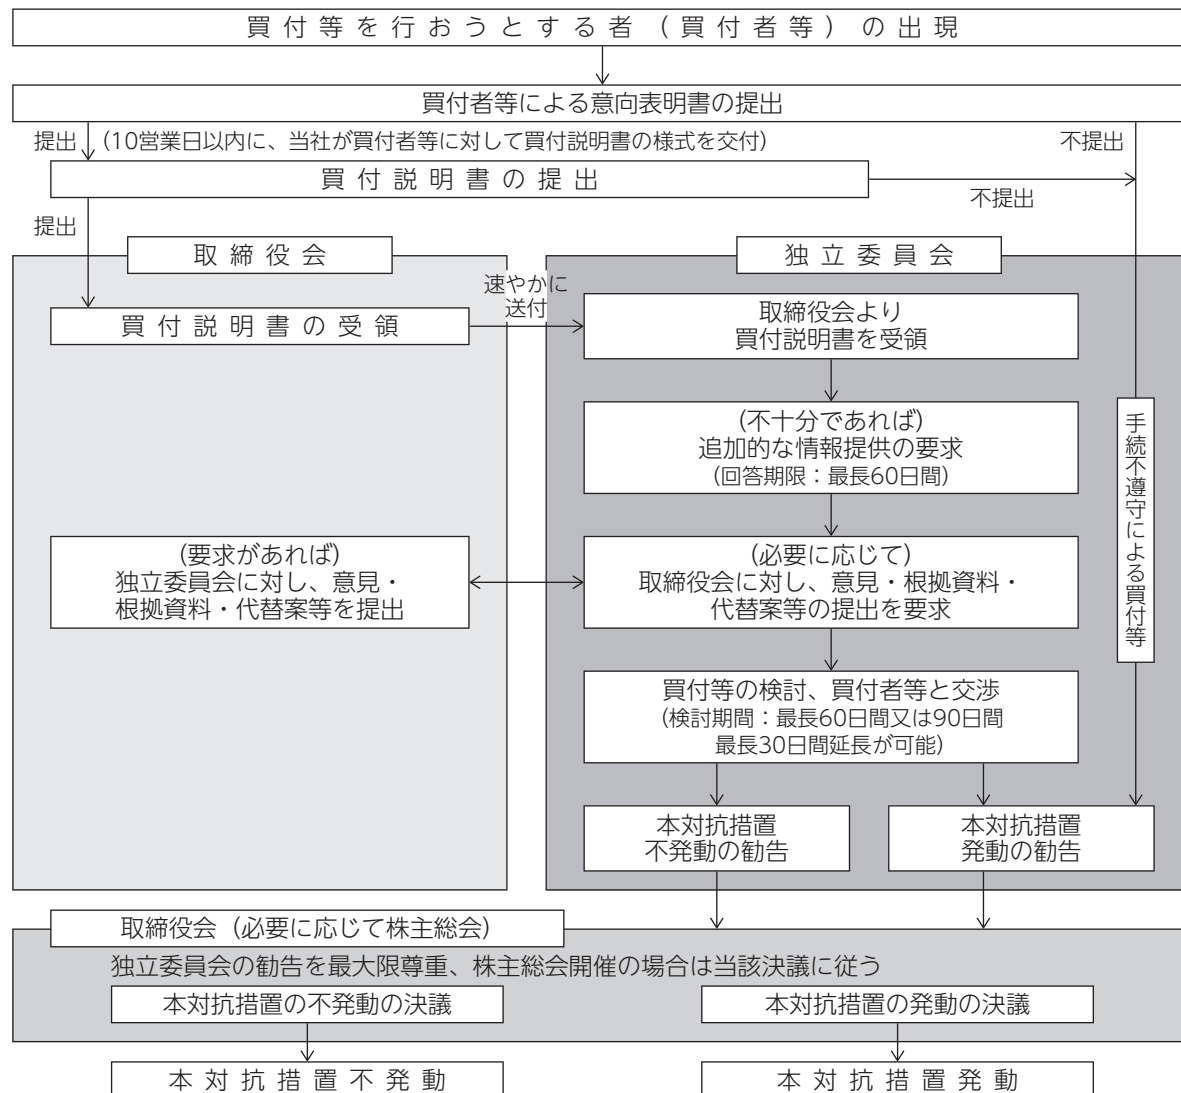 買付等を行おうとする者（買付者等）の出現
買付者等による意向表明書の提出
提出
(10営業日以内に、当社が買付者等に対して買付説明書の様式を交付)
不提出
買付説明書の提出
不提出
提出
取締役会
独立委員会
速やかに
送付
買付説明書の受領
取締役会より
買付説明書を受領
(不十分であれば)
追加的な情報提供の要求
(回答期限：最長60日間)
手続不遵守による買付等
(要求があれば)
独立委員会に対し、意見・
根拠資料・代替案等を提出
(必要に応じて)
取締役会に対し、意見・根拠資料・
代替案等の提出を要求
買付等の検討、買付者等と交渉
(検討期間：最長60日間又は90日間
最長30日間延長が可能)
本対抗措置
不発動の勧告
本対抗措置
発動の勧告
取締役会（必要に応じて株主総会）
独立委員会の勧告を最大限尊重、株主総会開催の場合は当該決議に従う
本対抗措置の不発動の決議
本対抗措置の発動の決議
本対抗措置不発動
本対抗措置発動